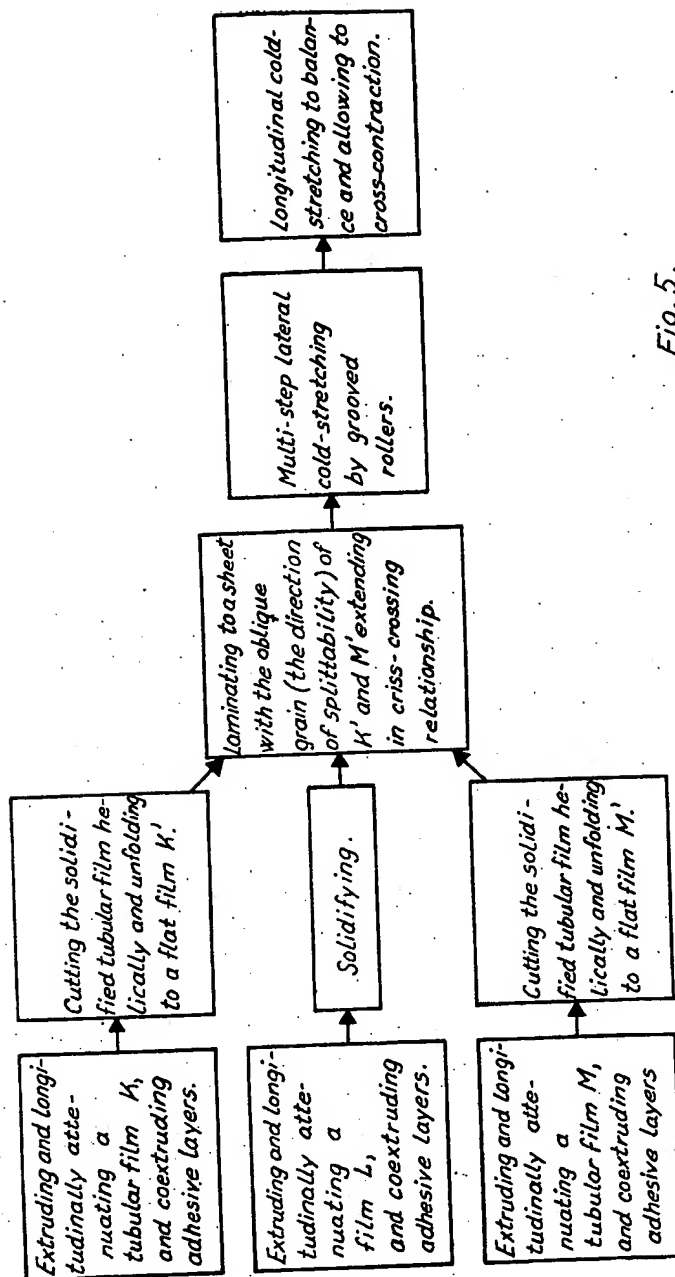 Extruding and longi-
tudinally atte-
nuating a
tubular film K,
and coextruding
adhesive layers.
Cutting the solidi-
fied tubular film he-
lically and unfolding
to a flat film K'.
Extruding and longi-
tudinally atte-
nuating a
film L,
and coextruding
adhesive layers.
Solidifying.
Extruding and longi-
tudinally atte-
nuating a
tubular film M,
and coextruding
adhesive layers
Cutting the solidi-
fied tubular film he-
lically and unfolding
to a flat film M'.
Laminating to a sheet
with the oblique
grain (the direction
of splittability) of
K' and M' extending
in criss-crossing
relationship.
Multi-step lateral
cold-stretching
by grooved
rollers.
Longitudinal cold-
stretching to balan-
ce and allowing to
cross-contraction.
Fig. 5.